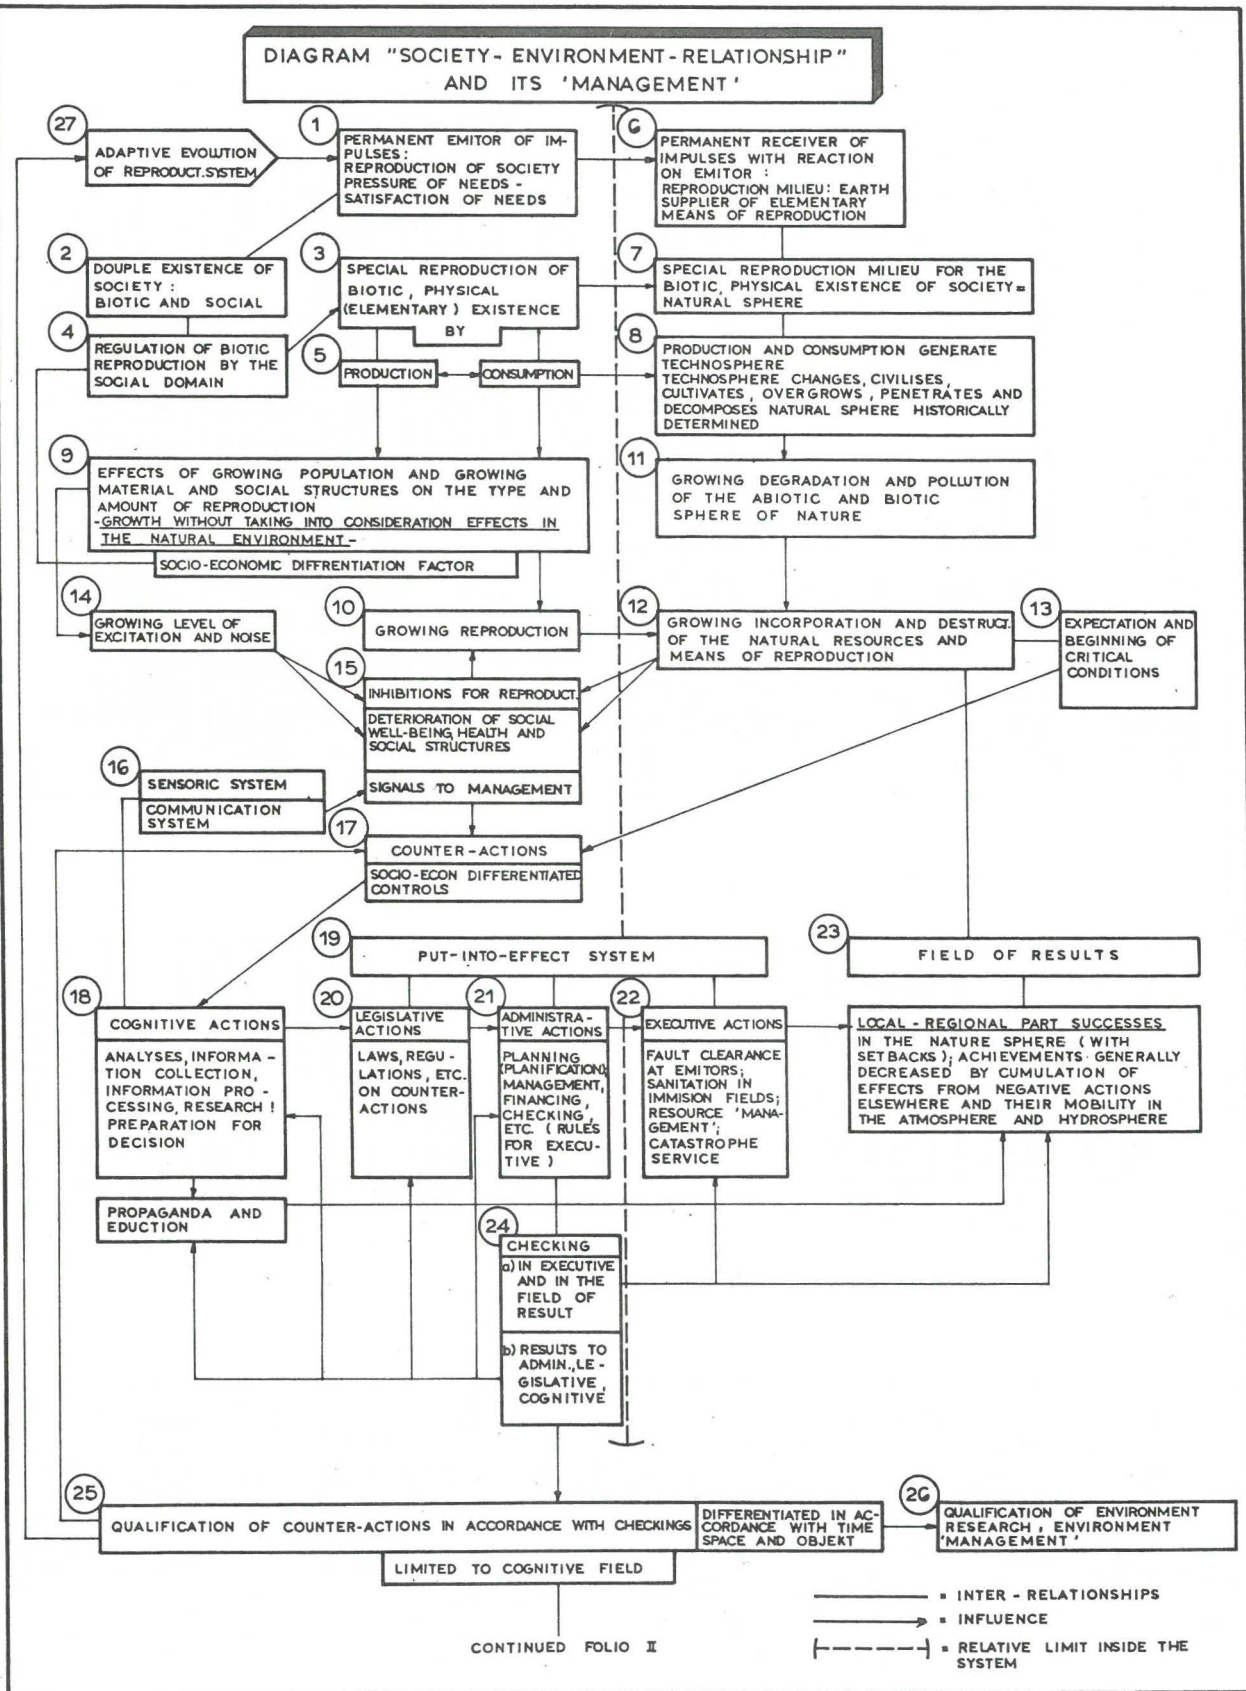 DIAGRAM "SOCIETY - ENVIRONMENT - RELATIONSHIP"
AND ITS 'MANAGEMENT'
27
ADAPTIVE EVOLUTION
OF REPRODUCT.SYSTEM
1
PERMANENT EMITOR OF IM-
PULSES:
REPRODUCTION OF SOCIETY
PRESSURE OF NEEDS -
SATISFACTION OF NEEDS
6
PERMANENT RECEIVER OF
IMPULSES WITH REACTION
ON EMITOR :
REPRODUCTION MILIEU: EARTH
SUPPLIER OF ELEMENTARY
MEANS OF REPRODUCTION
2
DOUPLE EXISTENCE OF
SOCIETY :
BIOTIC AND SOCIAL
3
SPECIAL REPRODUCTION OF
BIOTIC, PHYSICAL
(ELEMENTARY) EXISTENCE
BY
7
SPECIAL REPRODUCTION MILIEU FOR THE
BIOTIC, PHYSICAL EXISTENCE OF SOCIETY =
NATURAL SPHERE
4
REGULATION OF BIOTIC
REPRODUCTION BY THE
SOCIAL DOMAIN
5
PRODUCTION
CONSUMPTION
8
PRODUCTION AND CONSUMPTION GENERATE
TECHNOSPHERE
TECHNOSPHERE CHANGES, CIVILISES,
CULTIVATES, OVERGROWS, PENETRATES AND
DECOMPOSES NATURAL SPHERE HISTORICALLY
DETERMINED
9
EFFECTS OF GROWING POPULATION AND GROWING
MATERIAL AND SOCIAL STRUCTURES ON THE TYPE AND
AMOUNT OF REPRODUCTION
-GROWTH WITHOUT TAKING INTO CONSIDERATION EFFECTS IN
THE NATURAL ENVIRONMENT-
SOCIO-ECONOMIC DIFFRENTIATION FACTOR
11
GROWING DEGRADATION AND POLLUTION
OF THE ABIOTIC AND BIOTIC
SPHERE OF NATURE
14
GROWING LEVEL OF
EXCITATION AND NOISE
10
GROWING REPRODUCTION
12
GROWING INCORPORATION AND DESTRUCT.
OF THE NATURAL RESOURCES AND
MEANS OF REPRODUCTION
13
EXPECTATION AND
BEGINNING OF
CRITICAL
CONDITIONS
15
INHIBITIONS FOR REPRODUCT.
DETERIORATION OF SOCIAL
WELL-BEING, HEALTH AND
SOCIAL STRUCTURES
SIGNALS TO MANAGEMENT
16
SENSORIC SYSTEM
COMMUNICATION
SYSTEM
17
COUNTER-ACTIONS
SOCIO-ECON DIFFERENTIATED
CONTROLS
19
PUT-INTO-EFFECT SYSTEM
23
FIELD OF RESULTS
18
COGNITIVE ACTIONS
ANALYSES, INFORMA-
TION COLLECTION,
INFORMATION PRO-
CESSING, RESEARCH !
PREPARATION FOR
DECISION
20
LEGISLATIVE
ACTIONS
LAWS, REGU-
LATIONS, ETC.
ON COUNTER-
ACTIONS
21
ADMINISTRA-
TIVE ACTIONS
PLANNING
(PLANIFICATION),
MANAGEMENT,
FINANCING,
CHECKING,
ETC. ( RULES
FOR EXECU-
TIVE )
22
EXECUTIVE ACTIONS
FAULT CLEARANCE
AT EMITORS;
SANITATION IN
IMMISION FIELDS;
RESOURCE 'MANA-
GEMENT';
CATASTROPHE
SERVICE
LOCAL - REGIONAL PART SUCCESSES
IN THE NATURE SPHERE (WITH
SETBACKS); ACHIEVEMENTS GENERALLY
DECREASED BY CUMULATION OF
EFFECTS FROM NEGATIVE ACTIONS
ELSEWHERE AND THEIR MOBILITY IN
THE ATMOSPHERE AND HYDROSPHERE
PROPAGANDA AND
EDUCTION
24
CHECKING
a) IN EXECUTIVE
AND IN THE
FIELD OF
RESULT
b) RESULTS TO
ADMIN., LE-
GISLATIVE,
COGNITIVE
25
QUALIFICATION OF COUNTER-ACTIONS IN ACCORDANCE WITH CHECKINGS
DIFFERENTIATED IN AC-
CORDANCE WITH TIME
SPACE AND OBJEKT
LIMITED TO COGNITIVE FIELD
26
QUALIFICATION OF ENVIRONMENT
RESEARCH, ENVIRONMENT
'MANAGEMENT'
CONTINUED FOLIO II
= INTER - RELATIONSHIPS
= INFLUENCE
= RELATIVE LIMIT INSIDE THE
SYSTEM